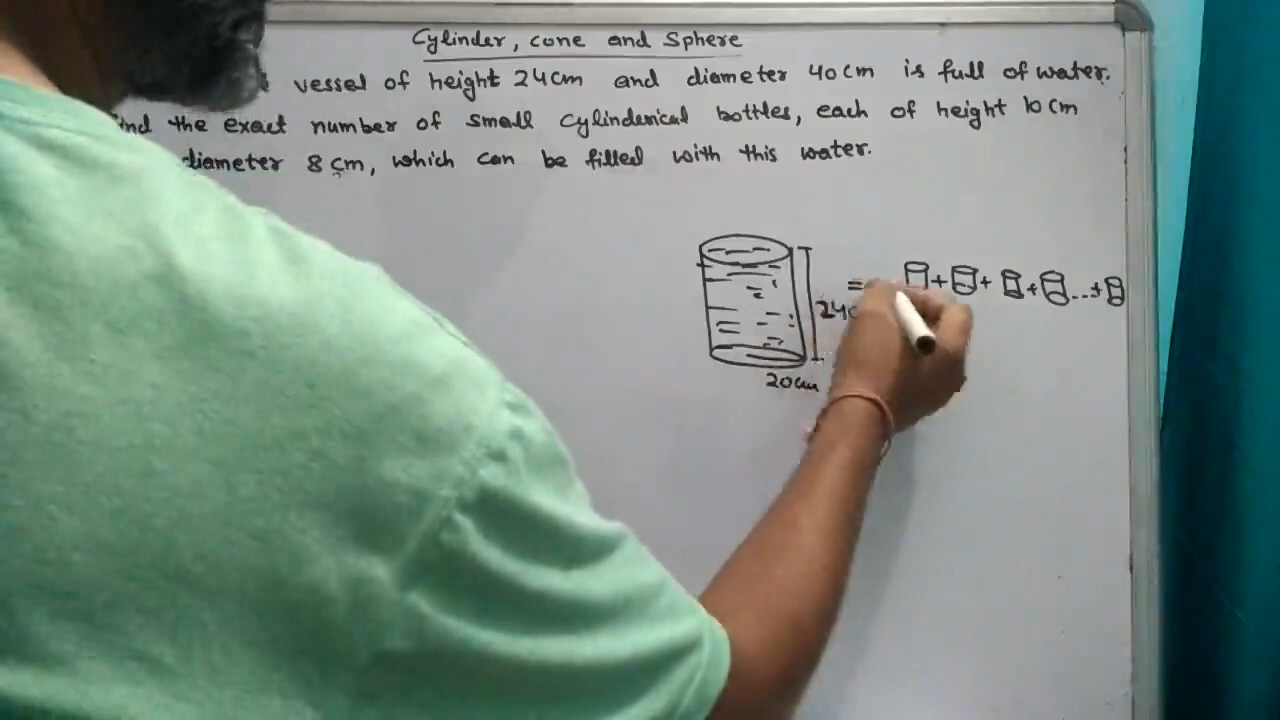 Cylinder, cone and Sphere
vessel of height 24cm and diameter 40cm is full of water.
the exact number of small cylinderical bottles, each of height 10cm
diameter 8cm, which can be filled with this water.
= + + + ...+
20cm